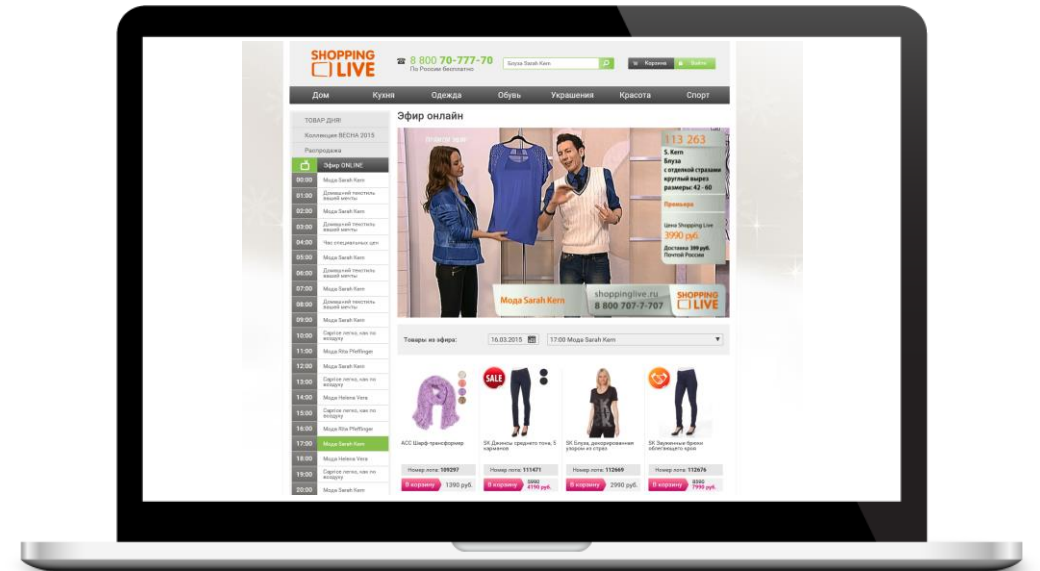 SHOPPING
LIVE
8 800 70-777-70
По России бесплатно
Блуза Sarah Kern
Корзина
Войти
Дом
Кухня
Одежда
Обувь
Украшения
Красота
Спорт
ТОВАР ДНЯ!
Коллекция ВЕСНА 2015
Распродажа
Эфир ONLINE
00:00 Мода Sarah Kern
01:00 Домашний текстиль
вашей мечты
02:00 Мода Sarah Kern
03:00 Домашний текстиль
вашей мечты
04:00 Час специальных цен
05:00 Мода Sarah Kern
06:00 Домашний текстиль
вашей мечты
07:00 Мода Sarah Kern
08:00 Домашний текстиль
вашей мечты
09:00 Мода Sarah Kern
10:00 Caprice легко, как по
воздуху
11:00 Мода Rita Pfeffinger
12:00 Мода Sarah Kern
13:00 Caprice легко, как по
воздуху
14:00 Мода Helena Vera
15:00 Caprice легко, как по
воздуху
16:00 Мода Rita Pfeffinger
17:00 Мода Sarah Kern
18:00 Мода Helena Vera
19:00 Caprice легко, как по
воздуху
20:00 Мода Sarah Kern
Эфир онлайн
113 263
S. Kern
Блуза
с отделкой стразами
круглый вырез
размеры: 42 - 60
Премьера
Цена Shopping Live
3990 руб.
Доставка 399 руб.
Почтой России
Мода Sarah Kern
shoppinglive.ru
8 800 707-7-707
SHOPPING
LIVE
Товары из эфира:
16.03.2015
17:00 Мода Sarah Kern
SALE
ACC Шарф-трансформер
SK Джинсы среднего тона, 5
карманов
SK Блуза, декорированная
узором из страз
SK Зауженные брюки
облегающего кроя
Номер лота: 109297
Номер лота: 111471
Номер лота: 112669
Номер лота: 112676
В корзину 1390 руб.
В корзину 4190 руб.
В корзину 2990 руб.
В корзину 7990 руб.